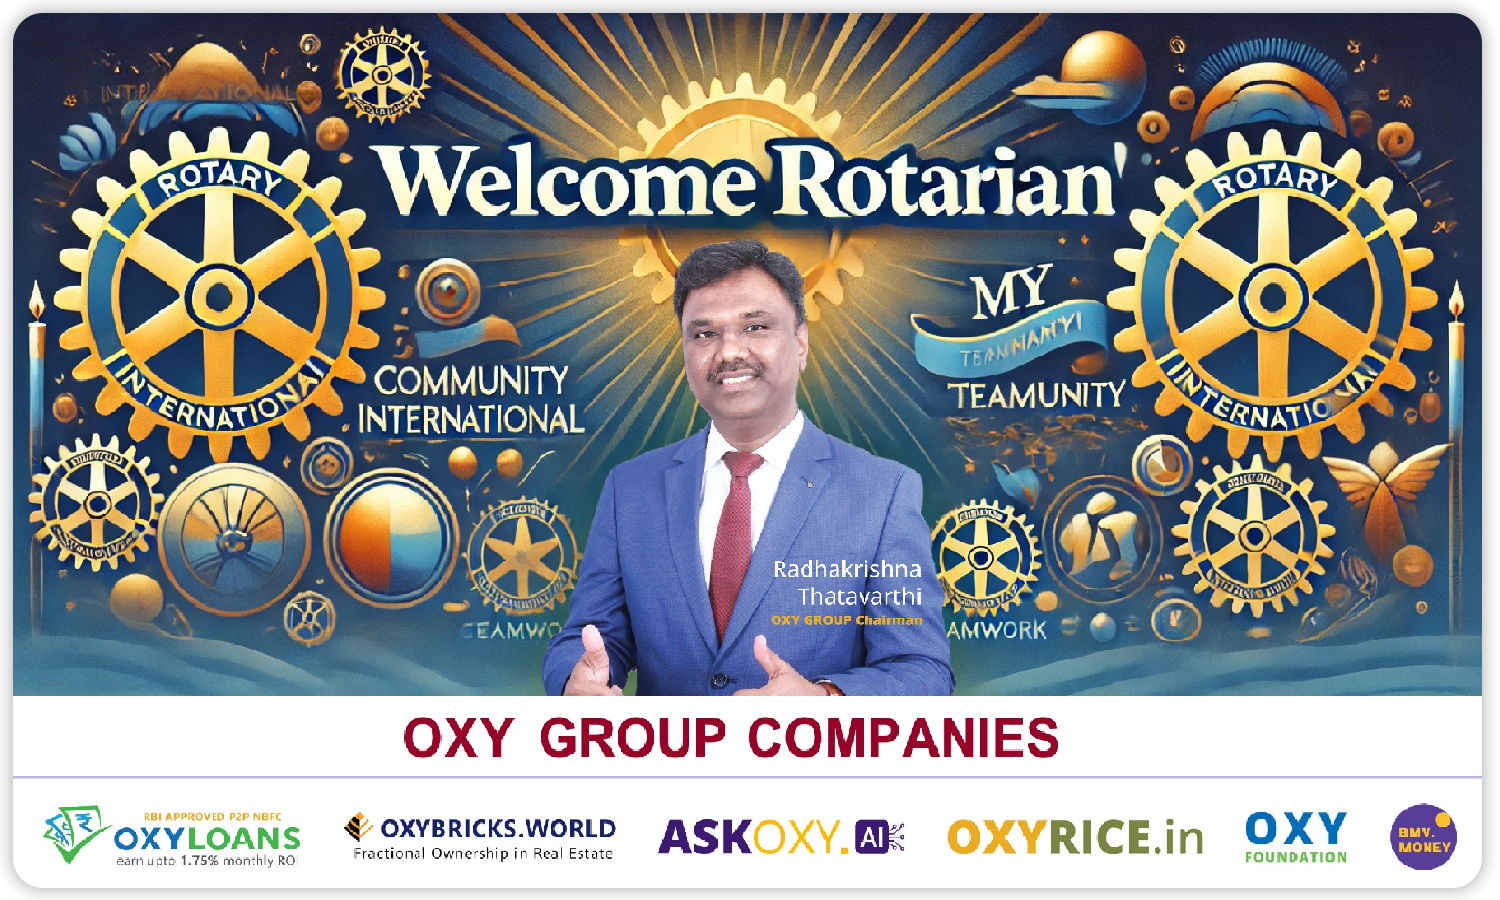 INTERNATIONAL
Welcome Rotarian'
ROTARY
INTERNATIONAL
ROTARY
INTERNATIONAL
COMMUNITY
INTERNATIONAL
MY
TEAMUNITY
Radhakrishna
Thatavarthi
OXY GROUP Chairman
CEAMWO
AMWORK
OXY GROUP COMPANIES
RBI APPROVED P2P NBFC
OXYLOANS
earn upto 1.75% monthly ROI
OXYBRICKS.WORLD
Fractional Ownership in Real Estate
ASKOXY.AI
OXYRICE.in
OXY
FOUNDATION
BMV.
MONEY